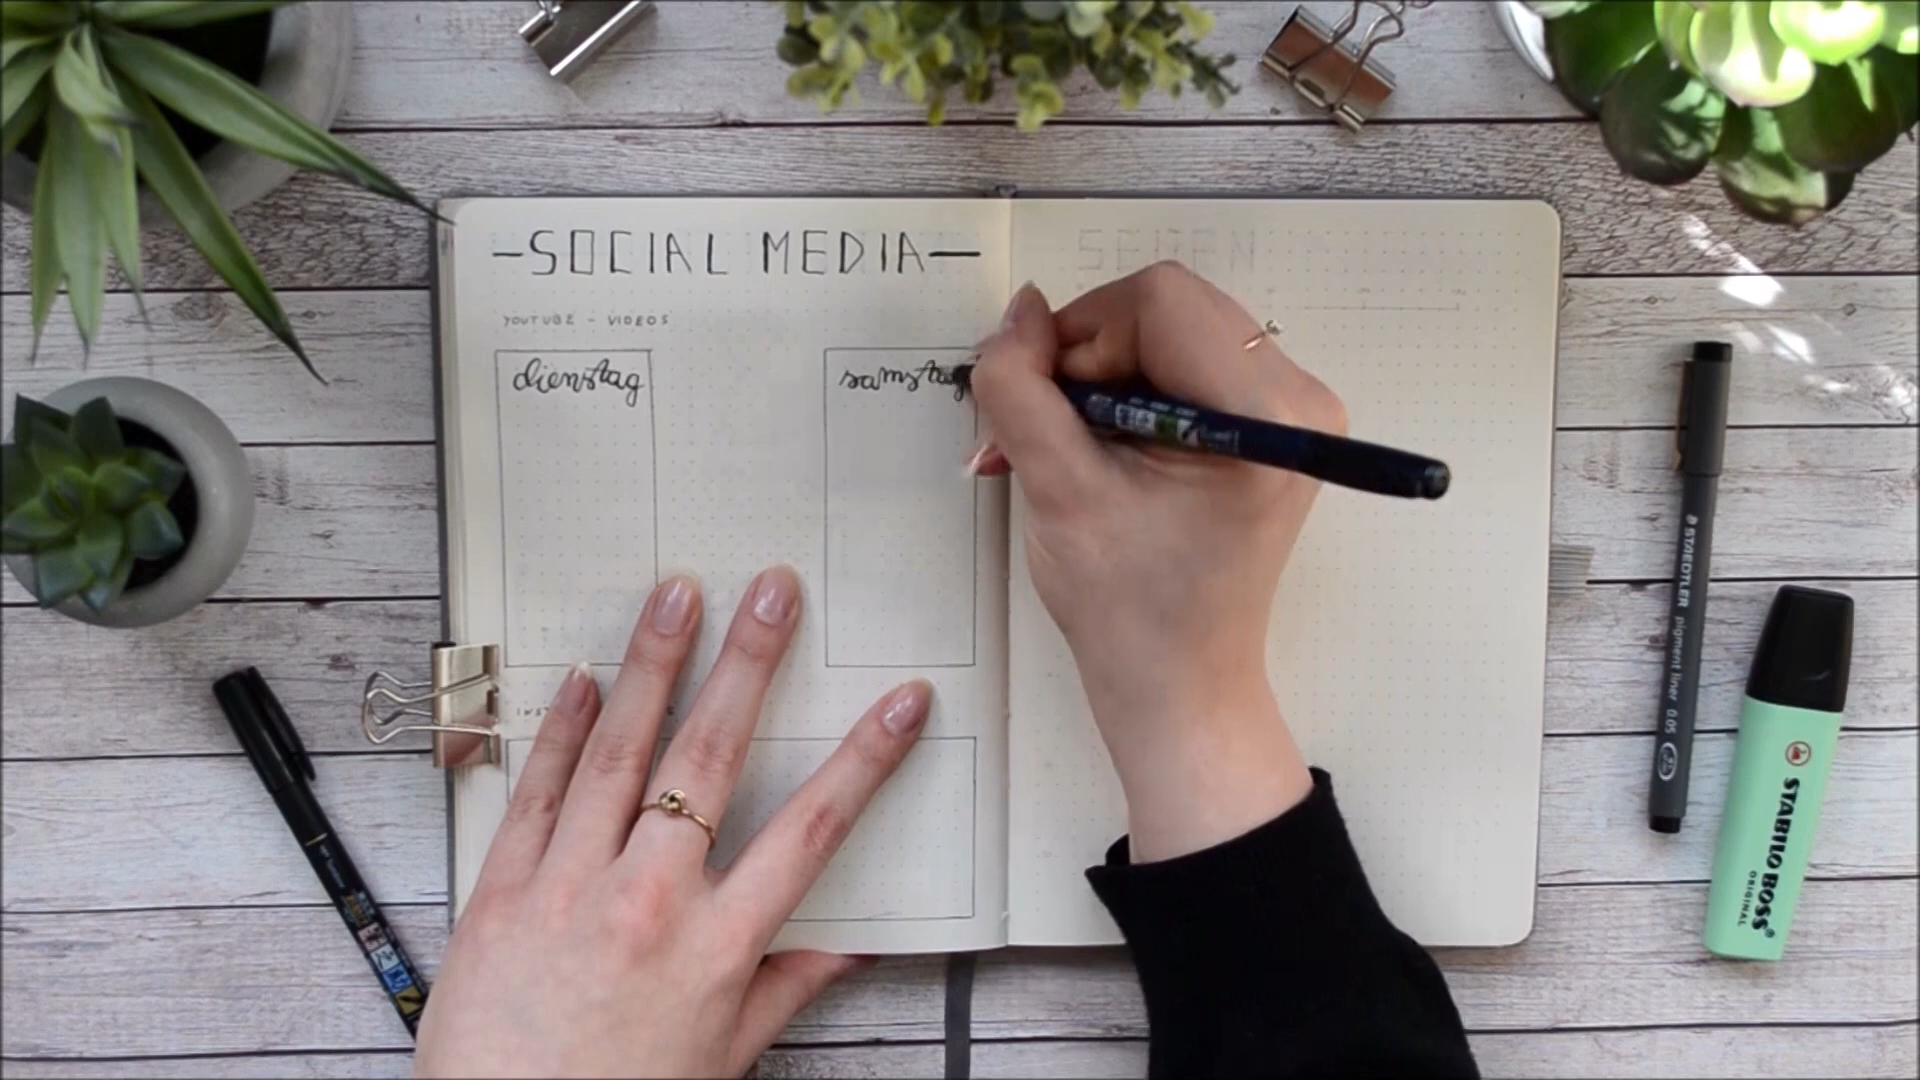 —SOCIAL MEDIA—
YOUTUBE - VIDEOS
dienstag
samstag
STAEDTLER pigment liner 0.05
STABILO BOSS®
ORIGINAL